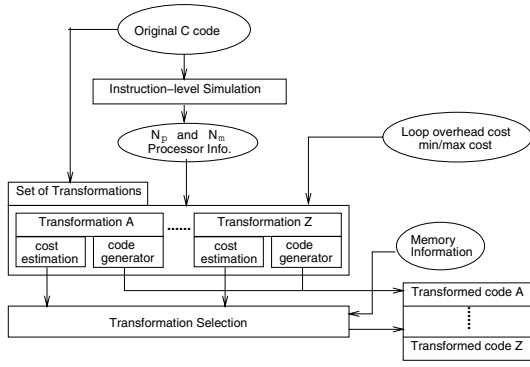 Original C code
Instruction-level Simulation
Np and Nm
Processor Info.
Loop overhead cost
min/max cost
Set of Transformations
Transformation A
Transformation Z
cost
estimation
code
generator
cost
estimation
code
generator
Memory
Information
Transformed code A
Transformation Selection
Transformed code Z